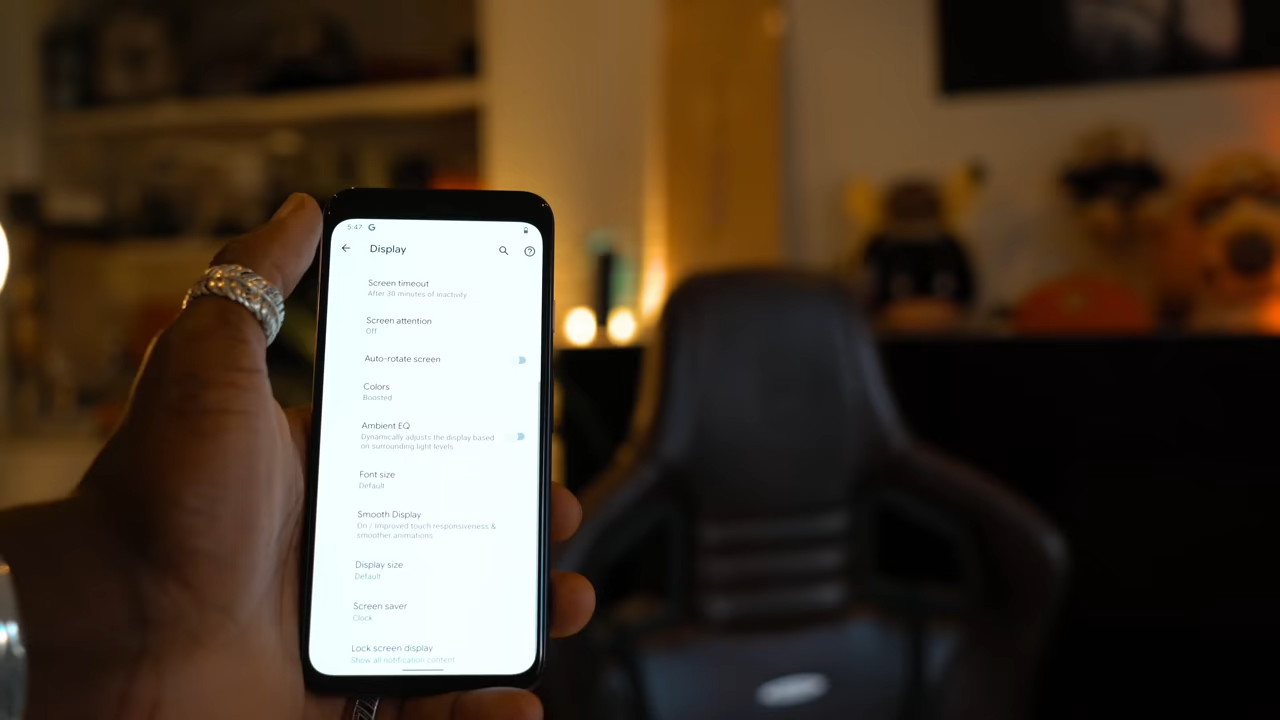 5:47 G
Display
Screen timeout
After 30 minutes of inactivity
Screen attention
Off
Auto-rotate screen
Colors
Boosted
Ambient EQ
Dynamically adjusts the display based
on surrounding light levels
Font size
Default
Smooth Display
On / Improved touch responsiveness &
smoother animations
Display size
Default
Screen saver
Clock
Lock screen display
Show all notification content